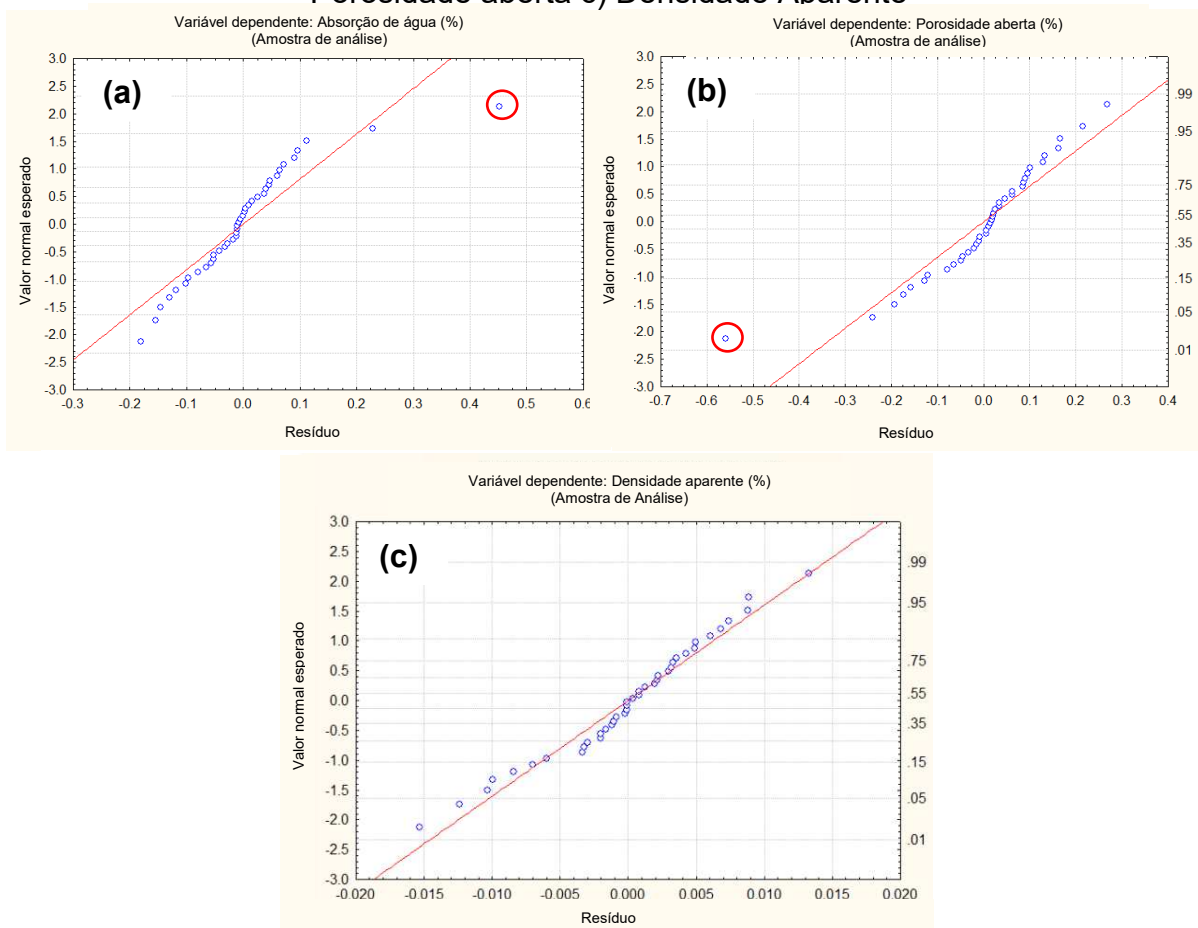 Porosidade aberta c) Densidade Aparente
Variável dependente: Absorção de água (%)
(Amostra de análise)
(a)
3.0
2.5
2.0
1.5
1.0
0.5
0.0
-0.5
-1.0
-1.5
-2.0
-2.5
-3.0
Valor normal esperado
-0.3 -0.2 -0.1 0.0 0.1 0.2 0.3 0.4 0.5 0.6
Resíduo
Variável dependente: Porosidade aberta (%)
(Amostra de análise)
(b)
3.0
2.5
2.0
1.5
1.0
0.5
0.0
-0.5
-1.0
-1.5
-2.0
-2.5
-3.0
Valor normal esperado
.99
.95
.75
.55
.35
.15
.05
.01
-0.7 -0.6 -0.5 -0.4 -0.3 -0.2 -0.1 0.0 0.1 0.2 0.3 0.4
Resíduo
Variável dependente: Densidade aparente (%)
(Amostra de Análise)
(c)
3.0
2.5
2.0
1.5
1.0
0.5
0.0
-0.5
-1.0
-1.5
-2.0
-2.5
-3.0
Valor normal esperado
.99
.95
.75
.55
.35
.15
.05
.01
-0.020 -0.015 -0.010 -0.005 0.000 0.005 0.010 0.015 0.020
Resíduo